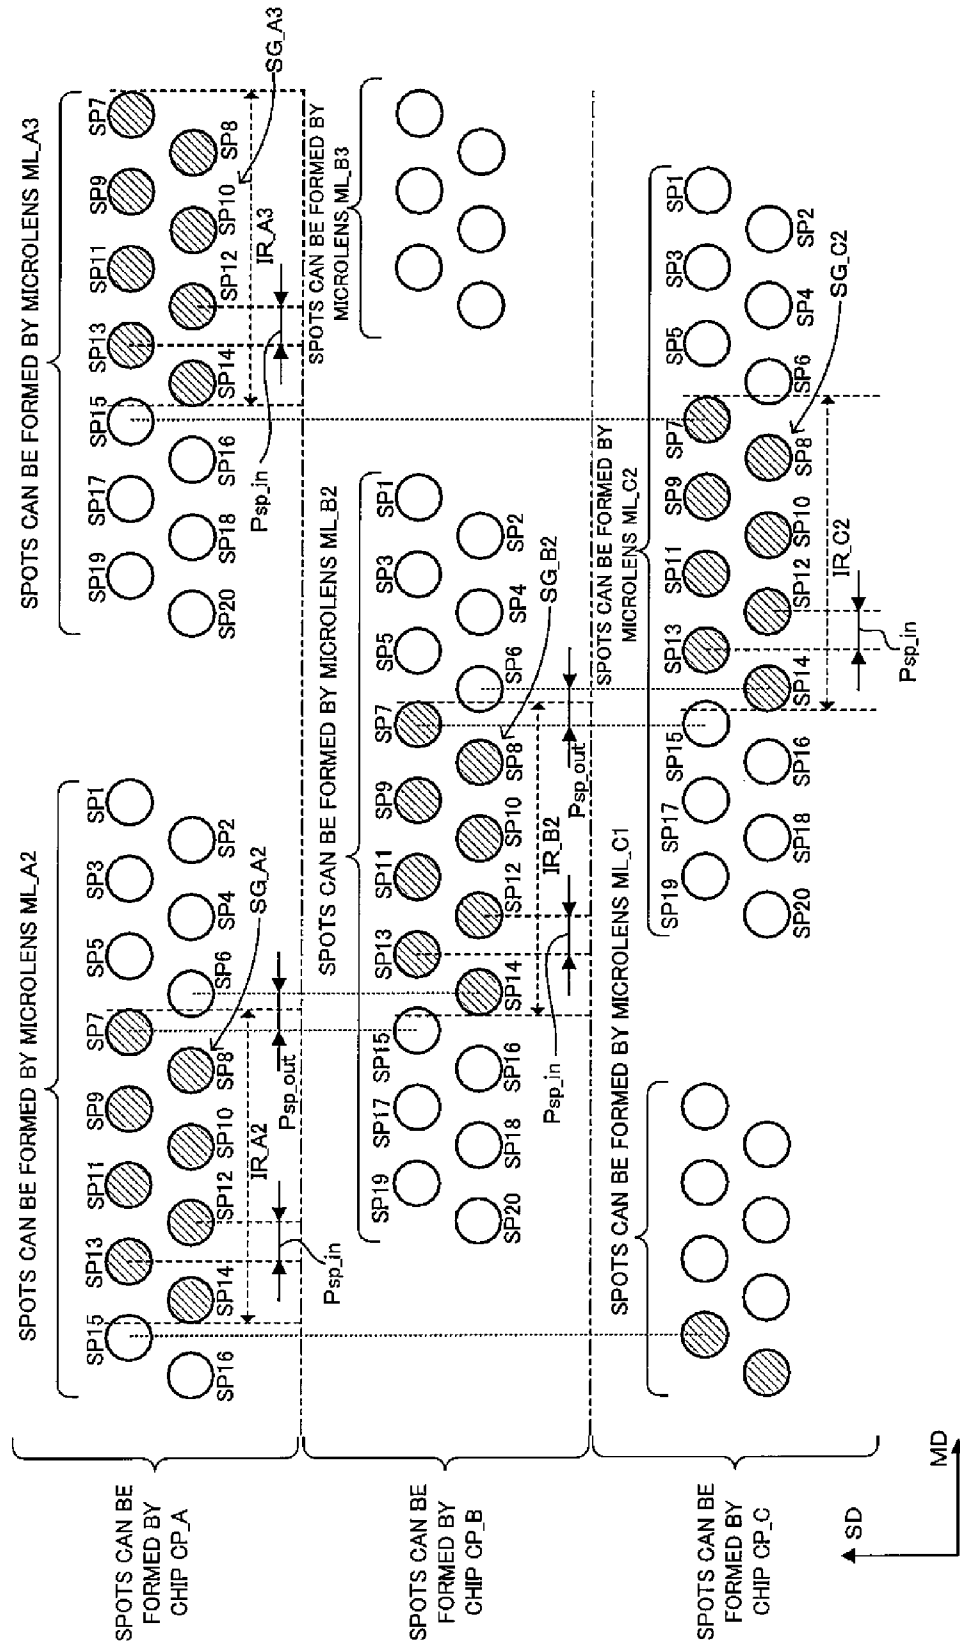 SPOTS CAN BE FORMED BY CHIP CP_A
SPOTS CAN BE FORMED BY MICROLENS ML_A2
SP15 SP13 SP11 SP9 SP7 SP5 SP3 SP1
SP16 SP14 SP12 SP10 SP8 SP6 SP4 SP2
SG_A2
IR_A2
Psp_out
Psp_in
SPOTS CAN BE FORMED BY MICROLENS ML_A3
SP19 SP17 SP15 SP13 SP11 SP9 SP7
SP20 SP18 SP16 SP14 SP12 SP10 SP8
SG_A3
IR_A3
Psp_in
SPOTS CAN BE
FORMED BY
CHIP CP_B
SPOTS CAN BE FORMED BY MICROLENS ML_B2
SP19 SP17 SP15 SP13 SP11 SP9 SP7 SP5 SP3 SP1
SP20 SP18 SP16 SP14 SP12 SP10 SP8 SP6 SP4 SP2
SG_B2
IR_B2
Psp_out
Psp_in
SPOTS CAN BE FORMED BY
MICROLENS ML_B3
SPOTS CAN BE
FORMED BY
CHIP CP_C
SPOTS CAN BE FORMED BY MICROLENS ML_C1
SPOTS CAN BE FORMED BY
MICROLENS ML_C2
SP19 SP17 SP15 SP13 SP11 SP9 SP7 SP5 SP3 SP1
SP20 SP18 SP16 SP14 SP12 SP10 SP8 SP6 SP4 SP2
SG_C2
IR_C2
Psp_in
SD
MD